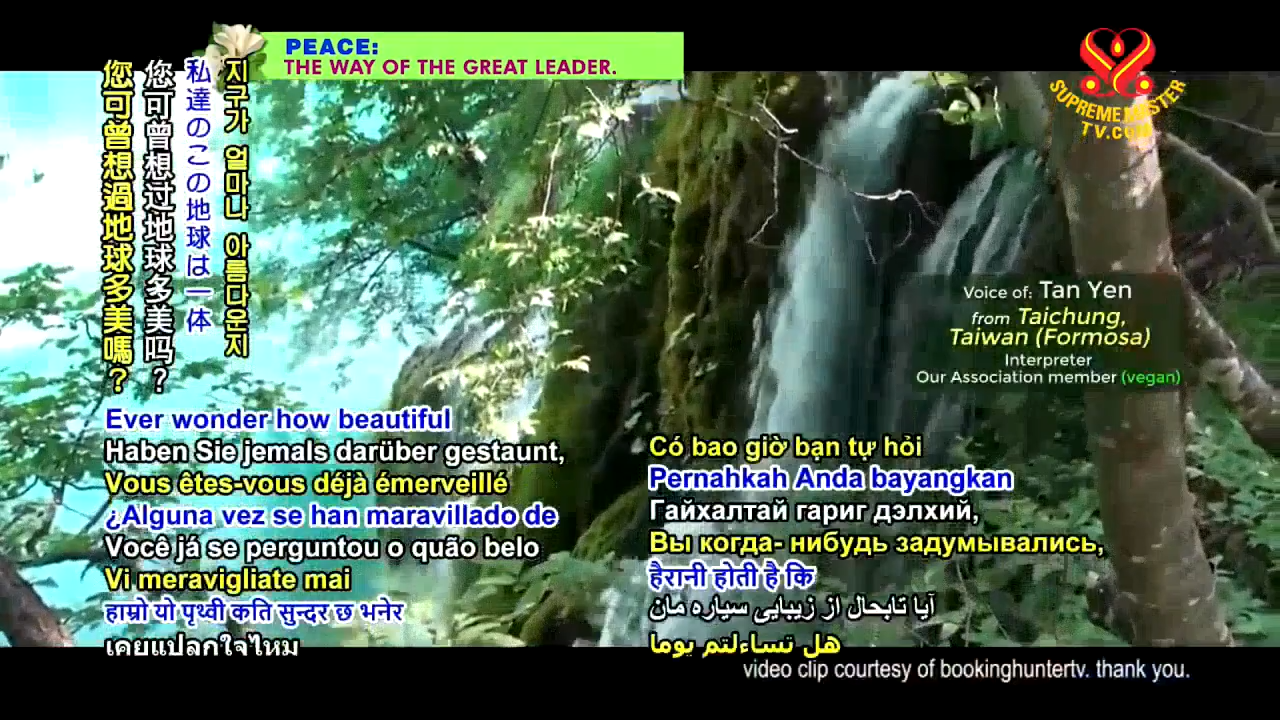 PEACE:
THE WAY OF THE GREAT LEADER.
SUPREME MASTER
TV.COM
지구가 얼마나 아름다운지
私達のこの地球は一体
您可曾想过地球多美吗?
您可曾想過地球多美嗎?
Voice of: Tan Yen
from Taichung,
Taiwan (Formosa)
Interpreter
Our Association member (vegan)
Ever wonder how beautiful
Haben Sie jemals darüber gestaunt,
Vous êtes-vous déjà émerveillé
¿Alguna vez se han maravillado de
Você já se perguntou o quão belo
Vi meravigliate mai
हाम्रो यो पृथ्वी कति सुन्दर छ भनेर
เคยแปลกใจไหม
Có bao giờ bạn tự hỏi
Pernahkah Anda bayangkan
Гайхалтай гариг дэлхий,
Вы когда- нибудь задумывались,
हैरानी होती है कि
آیا تابحال از زیبایی سیاره مان
هل تساءلتم يوما
video clip courtesy of bookinghuntertv. thank you.